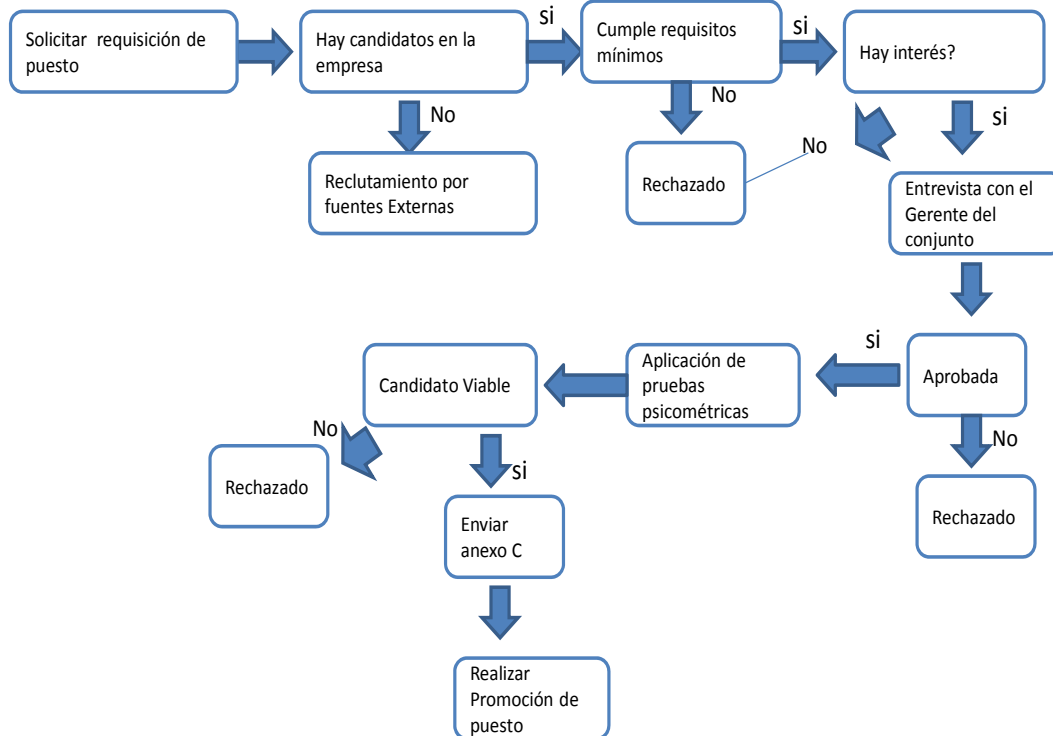 Solicitar requisición de
puesto
Hay candidatos en la
empresa
si
Cumple requisitos
mínimos
si
Hay interés?
No
Reclutamiento por
fuentes Externas
No
Rechazado
No
si
Entrevista con el
Gerente del
conjunto
Aprobada
si
Aplicación de
pruebas
psicométricas
Candidato Viable
No
Rechazado
si
Enviar
anexo C
Realizar
Promoción de
puesto
No
Rechazado